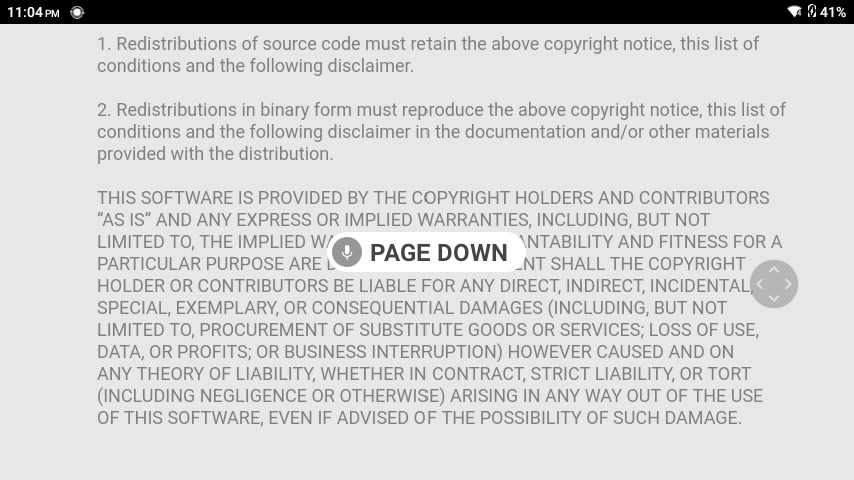 11:04 PM
41%
1. Redistributions of source code must retain the above copyright notice, this list of
conditions and the following disclaimer.
2. Redistributions in binary form must reproduce the above copyright notice, this list of
conditions and the following disclaimer in the documentation and/or other materials
provided with the distribution.
THIS SOFTWARE IS PROVIDED BY THE COPYRIGHT HOLDERS AND CONTRIBUTORS
“AS IS” AND ANY EXPRESS OR IMPLIED WARRANTIES, INCLUDING, BUT NOT
LIMITED TO, THE IMPLIED AND FITNESS FOR A
PAGE DOWN
PARTICULAR PURPOSE ARE SHALL THE COPYRIGHT
HOLDER OR CONTRIBUTORS BE LIABLE FOR ANY DIRECT, INDIRECT, INCIDENTAL,
SPECIAL, EXEMPLARY, OR CONSEQUENTIAL DAMAGES (INCLUDING, BUT NOT
LIMITED TO, PROCUREMENT OF SUBSTITUTE GOODS OR SERVICES; LOSS OF USE,
DATA, OR PROFITS; OR BUSINESS INTERRUPTION) HOWEVER CAUSED AND ON
ANY THEORY OF LIABILITY, WHETHER IN CONTRACT, STRICT LIABILITY, OR TORT
(INCLUDING NEGLIGENCE OR OTHERWISE) ARISING IN ANY WAY OUT OF THE USE
OF THIS SOFTWARE, EVEN IF ADVISED OF THE POSSIBILITY OF SUCH DAMAGE.